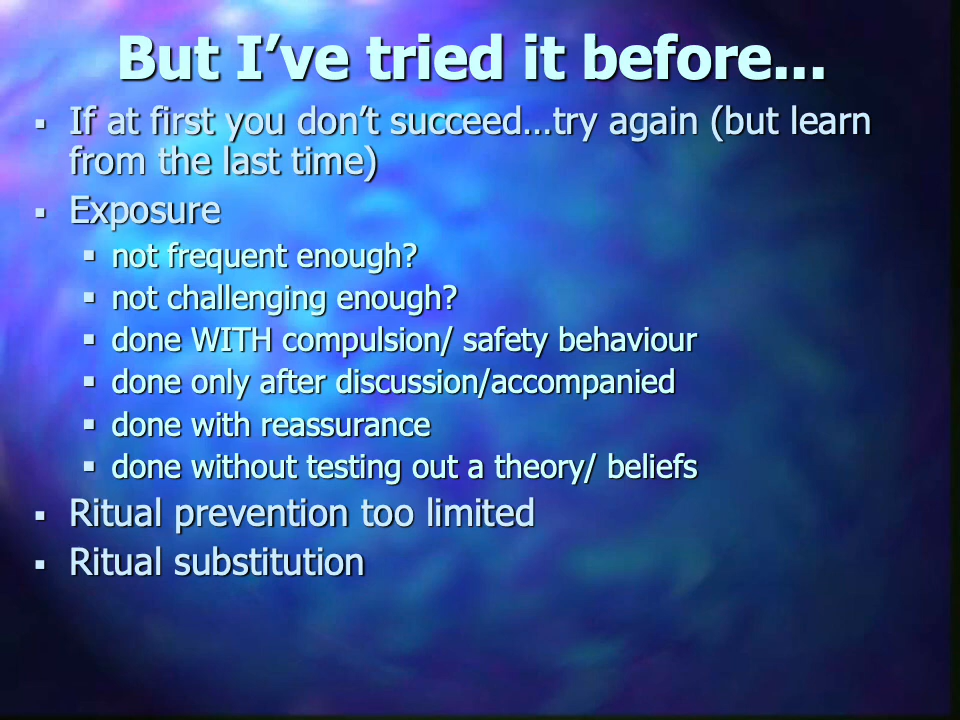 But I’ve tried it before...
▪ If at first you don’t succeed...try again (but learn
from the last time)
▪ Exposure
▪ not frequent enough?
▪ not challenging enough?
▪ done WITH compulsion/ safety behaviour
▪ done only after discussion/accompanied
▪ done with reassurance
▪ done without testing out a theory/ beliefs
▪ Ritual prevention too limited
▪ Ritual substitution